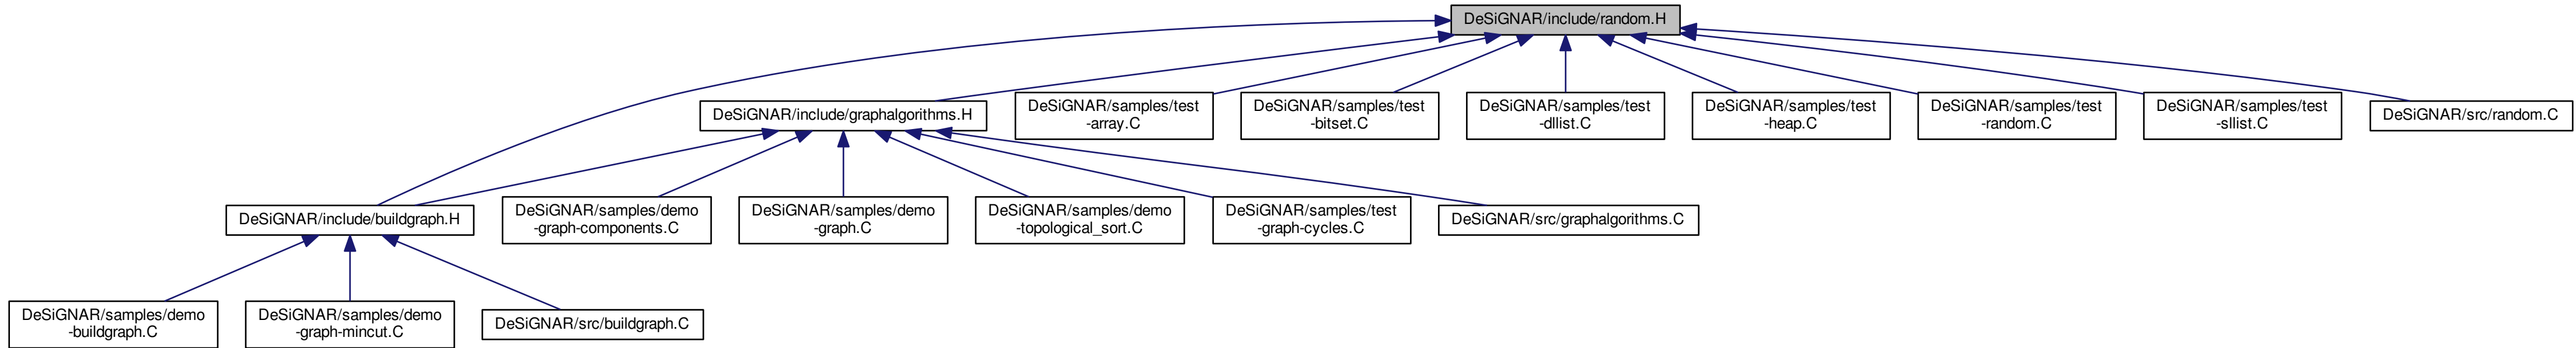 DeSiGNAR/include/random.H
DeSiGNAR/include/graphalgorithms.H
DeSiGNAR/samples/test
-array.C
DeSiGNAR/samples/test
-bitset.C
DeSiGNAR/samples/test
-dllist.C
DeSiGNAR/samples/test
-heap.C
DeSiGNAR/samples/test
-random.C
DeSiGNAR/samples/test
-sllist.C
DeSiGNAR/src/random.C
DeSiGNAR/include/buildgraph.H
DeSiGNAR/samples/demo
-graph-components.C
DeSiGNAR/samples/demo
-graph.C
DeSiGNAR/samples/demo
-topological_sort.C
DeSiGNAR/samples/test
-graph-cycles.C
DeSiGNAR/src/graphalgorithms.C
DeSiGNAR/samples/demo
-buildgraph.C
DeSiGNAR/samples/demo
-graph-mincut.C
DeSiGNAR/src/buildgraph.C